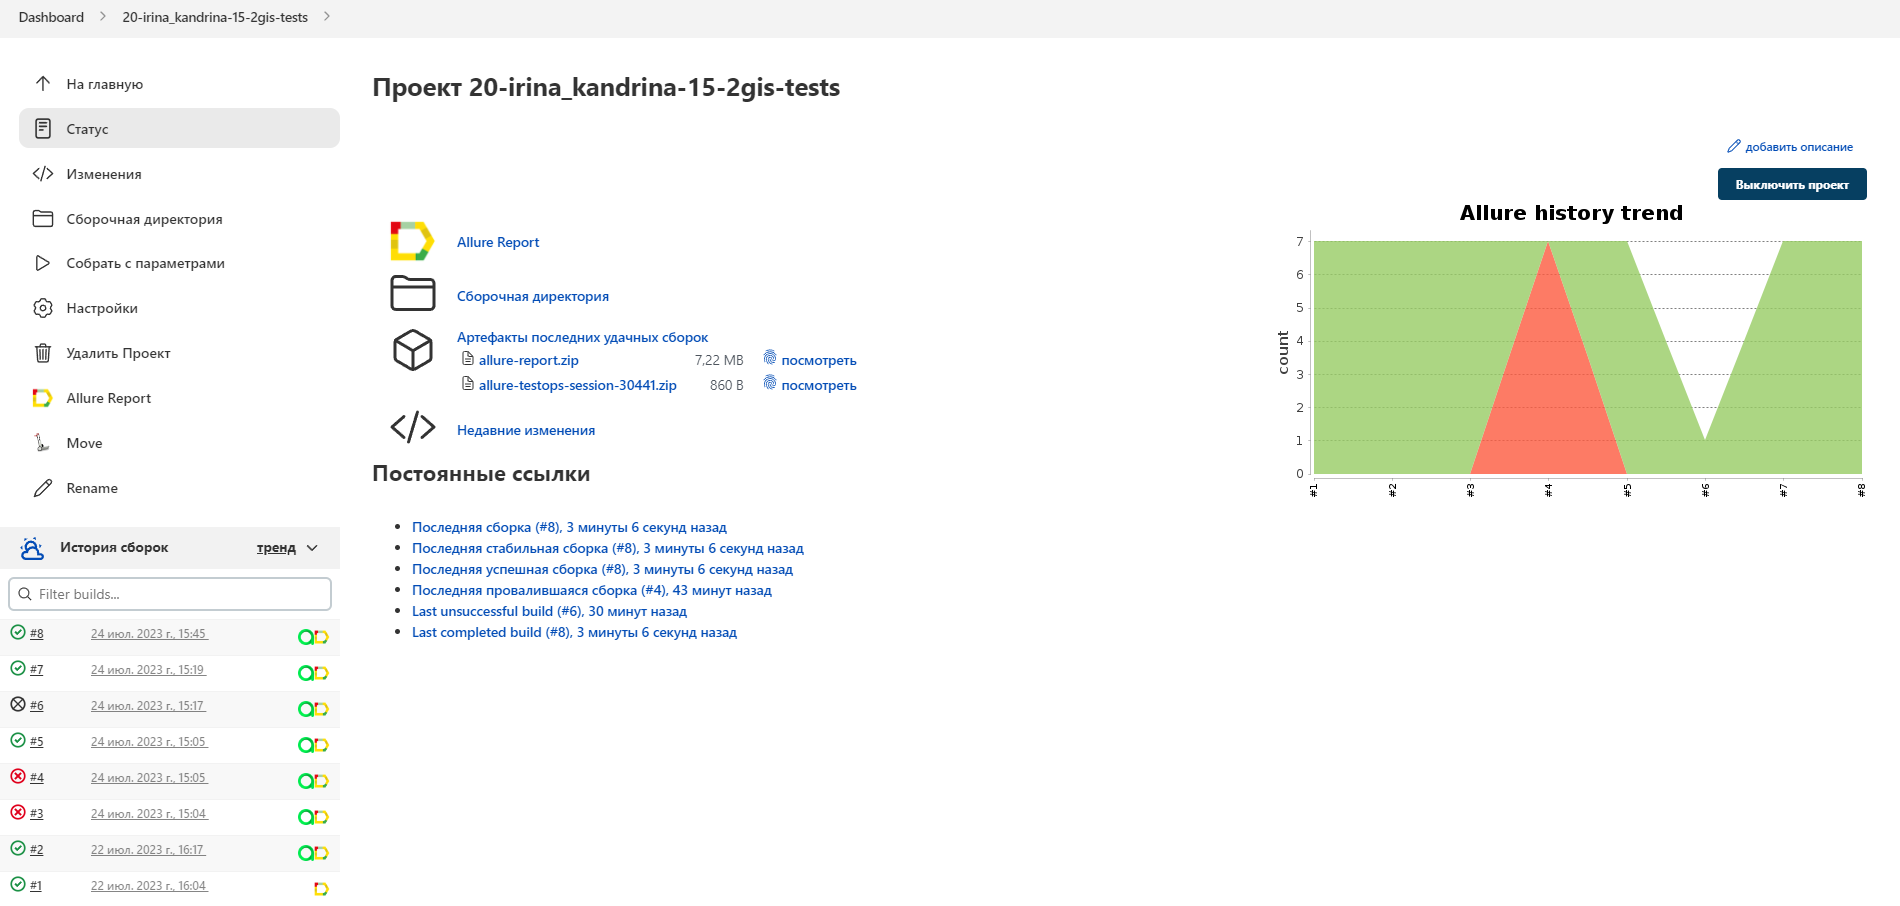 Dashboard
20-irina_kandrina-15-2gis-tests
На главную
Статус
Изменения
Сборочная директория
Собрать с параметрами
Настройки
Удалить Проект
Allure Report
Move
Rename
История сборок
тренд
Filter builds...
#8 24 июл. 2023 г., 15:45
#7 24 июл. 2023 г., 15:19
#6 24 июл. 2023 г., 15:17
#5 24 июл. 2023 г., 15:05
#4 24 июл. 2023 г., 15:05
#3 24 июл. 2023 г., 15:04
#2 22 июл. 2023 г., 16:17
#1 22 июл. 2023 г., 16:04
Проект 20-irina_kandrina-15-2gis-tests
добавить описание
Выключить проект
Allure Report
Сборочная директория
Артефакты последних удачных сборок
allure-report.zip 7,22 MB посмотреть
allure-testops-session-30441.zip 860 B посмотреть
Недавние изменения
Постоянные ссылки
Последняя сборка (#8), 3 минуты 6 секунд назад
Последняя стабильная сборка (#8), 3 минуты 6 секунд назад
Последняя успешная сборка (#8), 3 минуты 6 секунд назад
Последняя провалившаяся сборка (#4), 43 минут назад
Last unsuccessful build (#6), 30 минут назад
Last completed build (#8), 3 минуты 6 секунд назад
Allure history trend
count
7
6
5
4
3
2
1
0
#1
#2
#3
#4
#5
#6
#7
#8